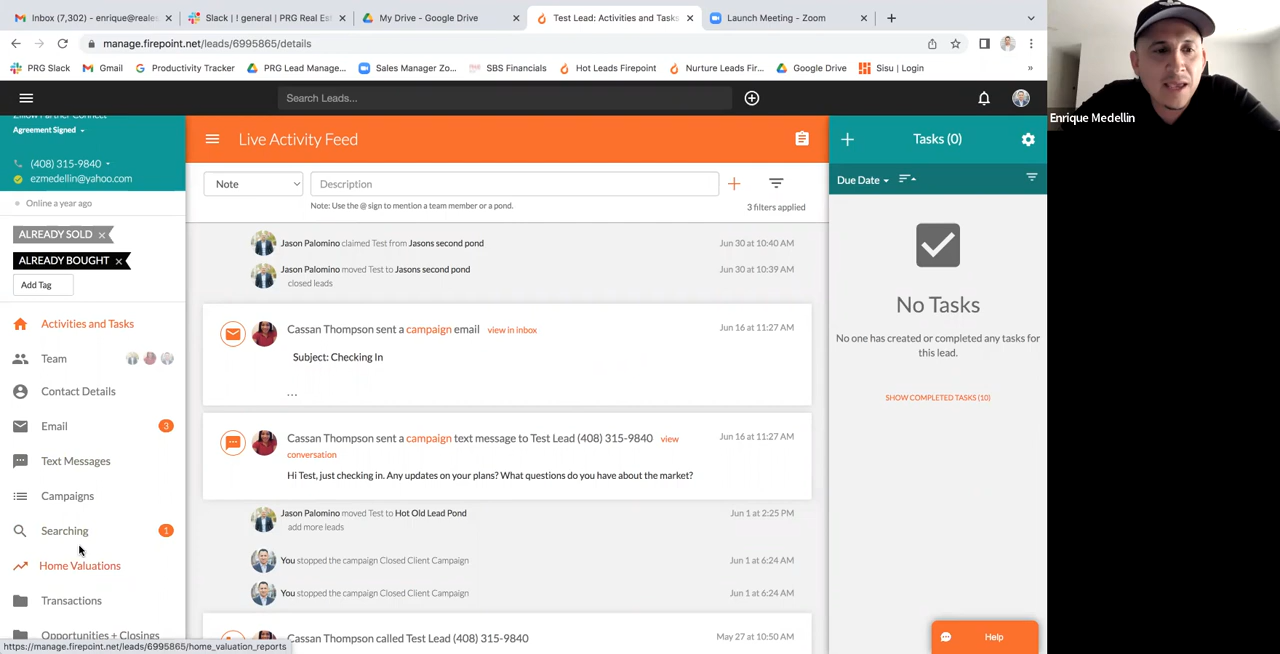 Inbox (7,302) - enrique@reales
Slack | ! general | PRG Real Est
My Drive - Google Drive
Test Lead: Activities and Tasks
Launch Meeting - Zoom
manage.firepoint.net/leads/6995865/details
PRG Slack
Gmail
Productivity Tracker
PRG Lead Manage...
Sales Manager Zo...
SBS Financials
Hot Leads Firepoint
Nurture Leads Fir...
Google Drive
Sisu | Login
Search Leads...
Enrique Medellin
Zillow Partner Connect
Agreement Signed
(408) 315-9840
ezmedellin@yahoo.com
Online a year ago
ALREADY SOLD
ALREADY BOUGHT
Add Tag
Activities and Tasks
Team
Contact Details
Email 3
Text Messages
Campaigns
Searching 1
Home Valuations
Transactions
Opportunities + Closings
https://manage.firepoint.net/leads/6995865/home_valuation_reports
Live Activity Feed
Note
Description
Note: Use the @ sign to mention a team member or a pond.
3 filters applied
Jason Palomino claimed Test from Jasons second pond Jun 30 at 10:40 AM
Jason Palomino moved Test to Jasons second pond Jun 30 at 10:39 AM
closed leads
Cassan Thompson sent a campaign email view in inbox Jun 16 at 11:27 AM
Subject: Checking In
...
Cassan Thompson sent a campaign text message to Test Lead (408) 315-9840 view Jun 16 at 11:27 AM
conversation
Hi Test, just checking in. Any updates on your plans? What questions do you have about the market?
Jason Palomino moved Test to Hot Old Lead Pond Jun 1 at 2:25 PM
add more leads
You stopped the campaign Closed Client Campaign Jun 1 at 6:24 AM
You stopped the campaign Closed Client Campaign Jun 1 at 6:24 AM
Cassan Thompson called Test Lead (408) 315-9840 May 27 at 10:50 AM
Tasks (0)
Due Date
No Tasks
No one has created or completed any tasks for
this lead.
SHOW COMPLETED TASKS (10)
Help